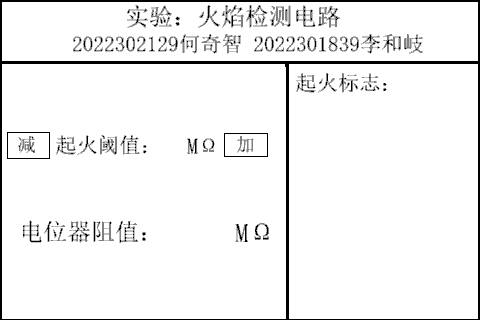 实验：火焰检测电路
2022302129何奇智 2022301839李和岐
起火标志：
减 起火阈值： MΩ 加
电位器阻值： MΩ